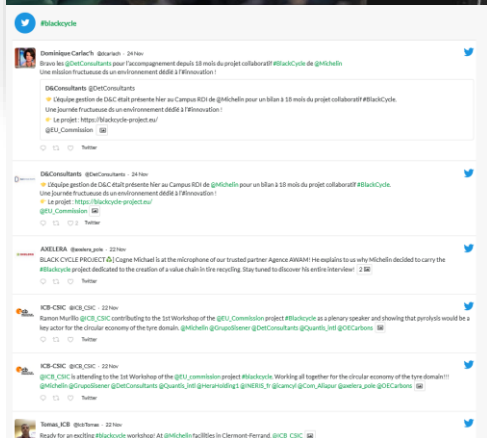 #blackcycle
Dominique Carlac'h @dcarlach - 24 Nov
Bravo les @DetConsultants pour l'accompagnement depuis 18 mois du projet collaboratif #BlackCycle de @Michelin
Une mission fructueuse ds un environnement dédié à l'#innovation !
D&Consultants @DetConsultants
L'équipe gestion de D&C était présente hier au Campus RDI de @Michelin pour un bilan à 18 mois du projet collaboratif #BlackCycle.
Une journée fructueuse ds un environnement dédié à l'#innovation !
Le projet : https://blackcycle-project.eu/
@EU_Commission
Twitter
D&Consultants @DetConsultants - 24 Nov
L'équipe gestion de D&C était présente hier au Campus RDI de @Michelin pour un bilan à 18 mois du projet collaboratif #BlackCycle.
Une journée fructueuse ds un environnement dédié à l'#innovation !
Le projet : https://blackcycle-project.eu/
@EU_Commission
2 Twitter
AXELERA @axelera_pole - 22 Nov
BLACK CYCLE PROJECT♻] Cogne Michael is at the microphone of our trusted partner Agence AWAM! He explains to us why Michelin decided to carry the
#Blackcycle project dedicated to the creation of a value chain in tire recycling. Stay tuned to discover his entire interview! 2
Twitter
ICB-CSIC @ICB_CSIC - 22 Nov
Ramon Murillo @ICB_CSIC contributing to the 1st Workshop of the @EU_Commission project #Blackcycle as a plenary speaker and showing that pyrolysis would be a
key actor for the circular economy of the tyre domain. @Michelin @GrupoSisener @DetConsultants @Quantis_intl @OECarbons
Twitter
ICB-CSIC @ICB_CSIC - 22 Nov
@ICB_CSIC is attending to the 1st Workshop of the @EU_commission project #blackcycle. Working all together for the circular economy of the tyre domain!!!
@Michelin @GrupoSisener @DetConsultants @Quantis_intl @HeraHolding1 @INERIS_fr @icamcyl @Com_Aliapur @axelera_pole @OECarbons
Twitter
Tomas_ICB @IcbTomas - 22 Nov
Ready for an exciting #blackcycle workshop! At @Michelin facilities in Clermont-Ferrand. @ICB_CSIC